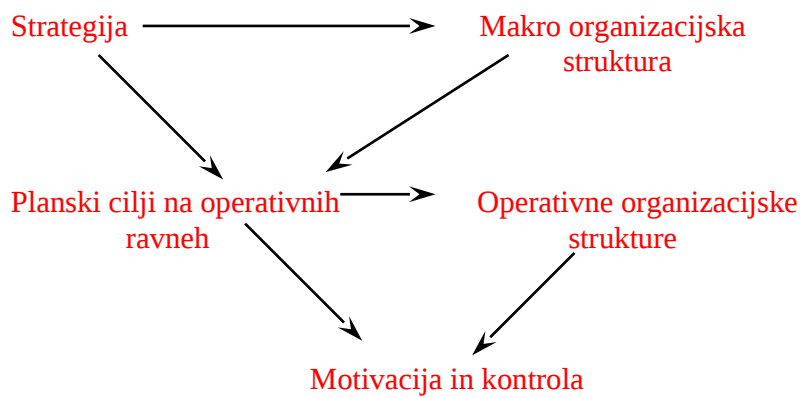 Strategija
Makro organizacijska
struktura
Planski cilji na operativnih
ravneh
Operativne organizacijske
strukture
Motivacija in kontrola